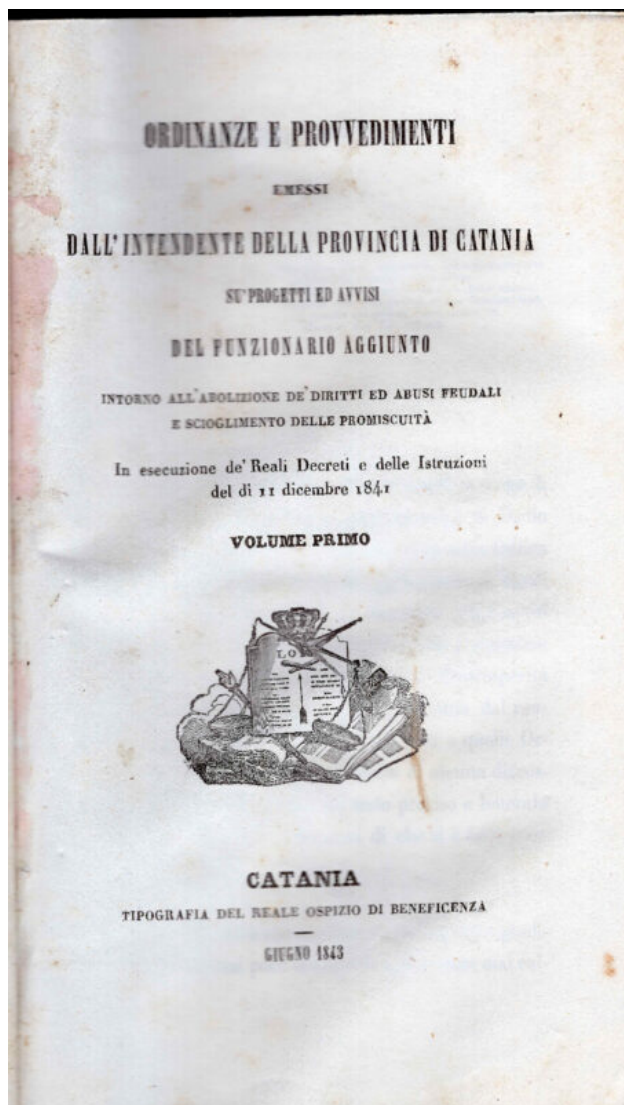 ORDINANZE E PROVVEDIMENTI
EMESSI
DALL'INTENDENTE DELLA PROVINCIA DI CATANIA
SU' PROGETTI ED AVVISI
DEL FUNZIONARIO AGGIUNTO
INTORNO ALL'ABOLIZIONE DE' DIRITTI ED ABUSI FEUDALI
E SCIOGLIMENTO DELLE PROMISCUITÀ
In esecuzione de' Reali Decreti e delle Istruzioni
del dì 11 dicembre 1841
VOLUME PRIMO
CATANIA
TIPOGRAFIA DEL REALE OSPIZIO DI BENEFICENZA
GIUGNO 1843